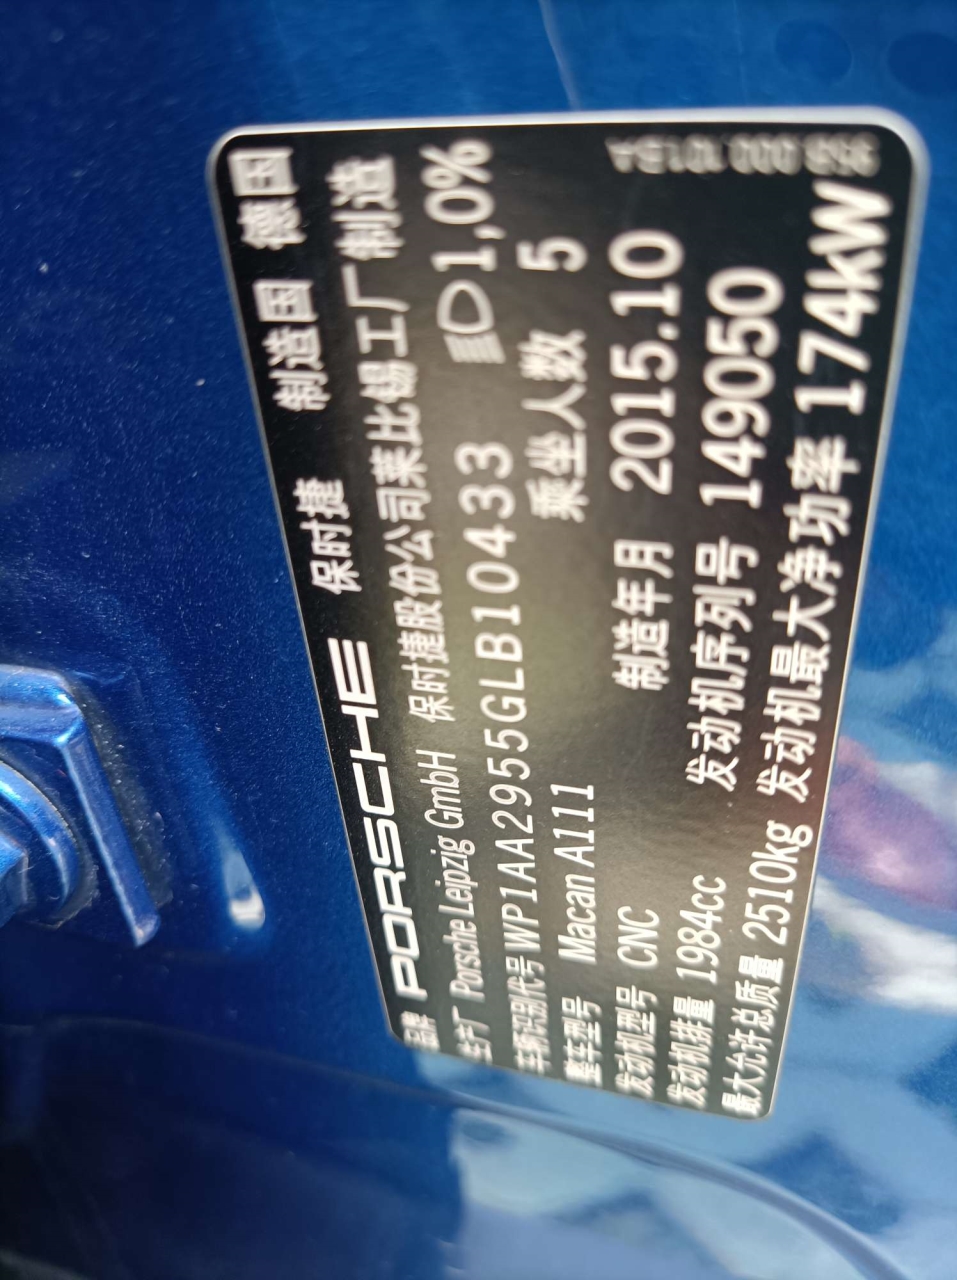 品牌 PORSCHE 保时捷 制造国 德国
生产厂 Porsche Leipzig GmbH 保时捷股份公司莱比锡工厂制造
车辆识别代号 WP1AA2955GLB10433 1,0%
整车型号 Macan A111 乘坐人数 5
发动机型号 CNC 制造年月 2015.10
发动机排量 1984cc 发动机序列号 149050
最大允许总质量 2510kg 发动机最大净功率 174kW